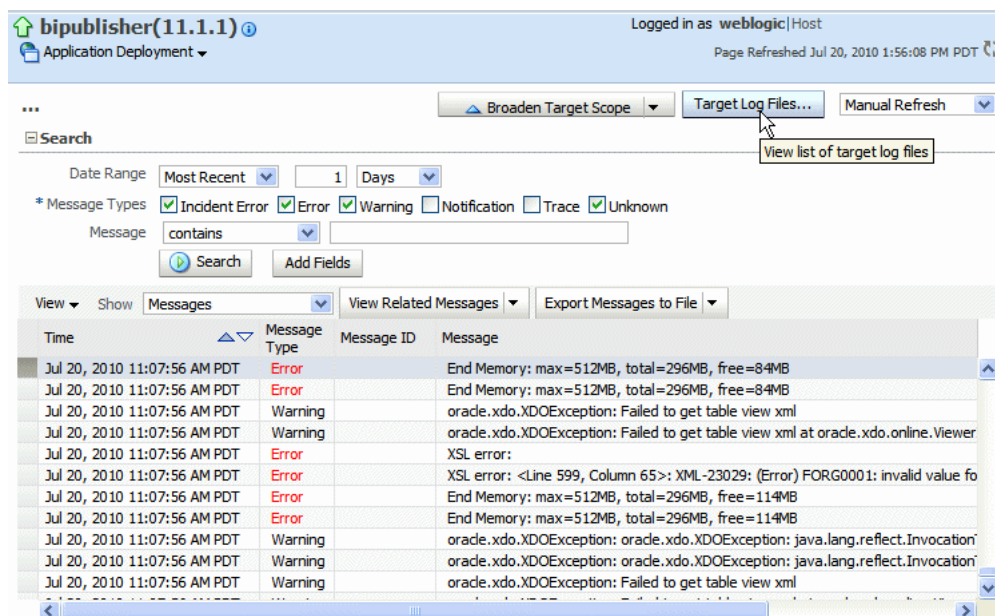 bipublisher(11.1.1)
Logged in as weblogic|Host
Application Deployment
Page Refreshed Jul 20, 2010 1:56:08 PM PDT
...
Broaden Target Scope
Target Log Files...
Manual Refresh
Search
View list of target log files
Date Range Most Recent 1 Days
* Message Types Incident Error Error Warning Notification Trace Unknown
Message contains
Search Add Fields
View Show Messages View Related Messages Export Messages to File
Time Message Type Message ID Message
Jul 20, 2010 11:07:56 AM PDT Error End Memory: max=512MB, total=296MB, free=84MB
Jul 20, 2010 11:07:56 AM PDT Error End Memory: max=512MB, total=296MB, free=84MB
Jul 20, 2010 11:07:56 AM PDT Warning oracle.xdo.XDOException: Failed to get table view xml
Jul 20, 2010 11:07:56 AM PDT Warning oracle.xdo.XDOException: Failed to get table view xml at oracle.xdo.online.Viewer
Jul 20, 2010 11:07:56 AM PDT Error XSL error:
Jul 20, 2010 11:07:56 AM PDT Error XSL error: <Line 599, Column 65>: XML-23029: (Error) FORG0001: invalid value fo
Jul 20, 2010 11:07:56 AM PDT Error End Memory: max=512MB, total=296MB, free=114MB
Jul 20, 2010 11:07:56 AM PDT Error End Memory: max=512MB, total=296MB, free=114MB
Jul 20, 2010 11:07:56 AM PDT Warning oracle.xdo.XDOException: oracle.xdo.XDOException: java.lang.reflect.Invocation
Jul 20, 2010 11:07:56 AM PDT Warning oracle.xdo.XDOException: oracle.xdo.XDOException: java.lang.reflect.Invocation
Jul 20, 2010 11:07:56 AM PDT Warning oracle.xdo.XDOException: Failed to get table view xml